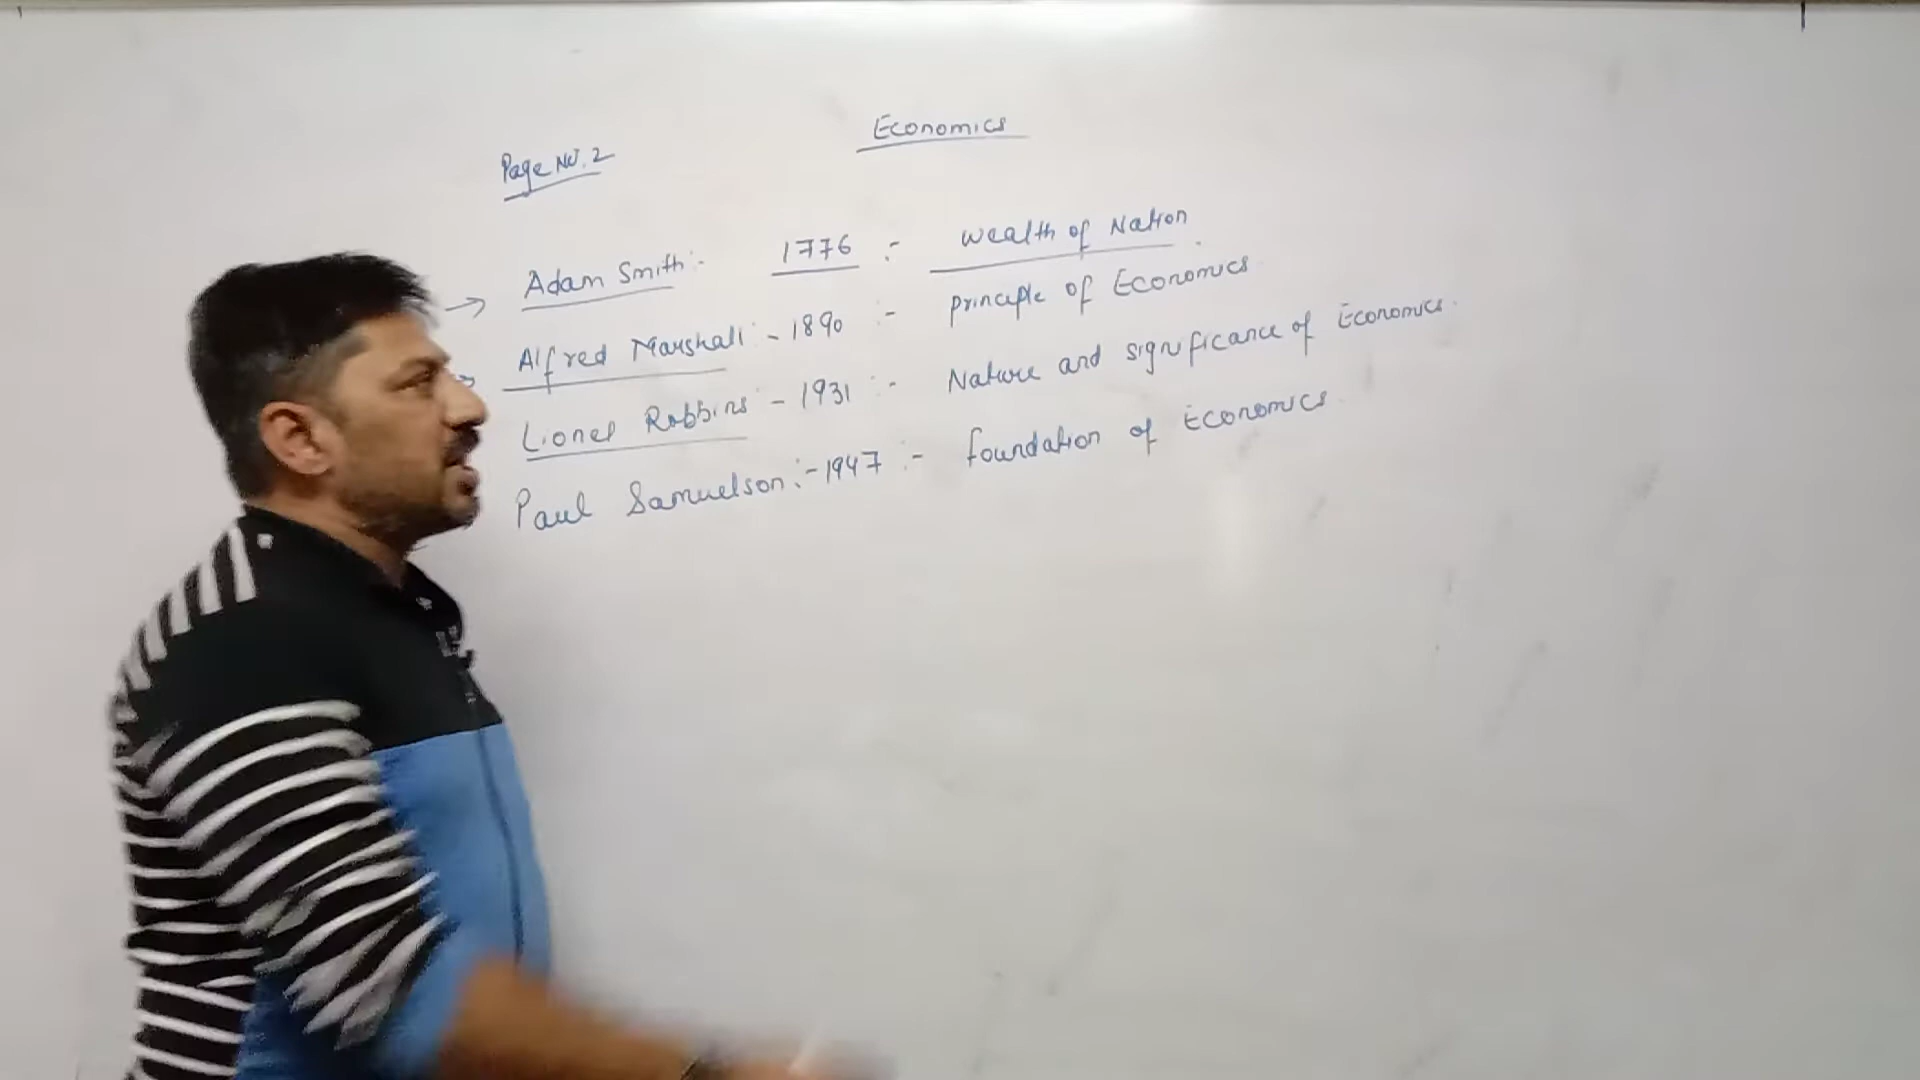 Economics
Page No. 2
Adam Smith :- 1776 :- Wealth of Nation
Alfred Marshall :- 1890 :- principle of Economics
Lionel Robbins - 1931 :- Nature and significance of Economics.
Paul Samuelson :- 1947 :- foundation of Economics